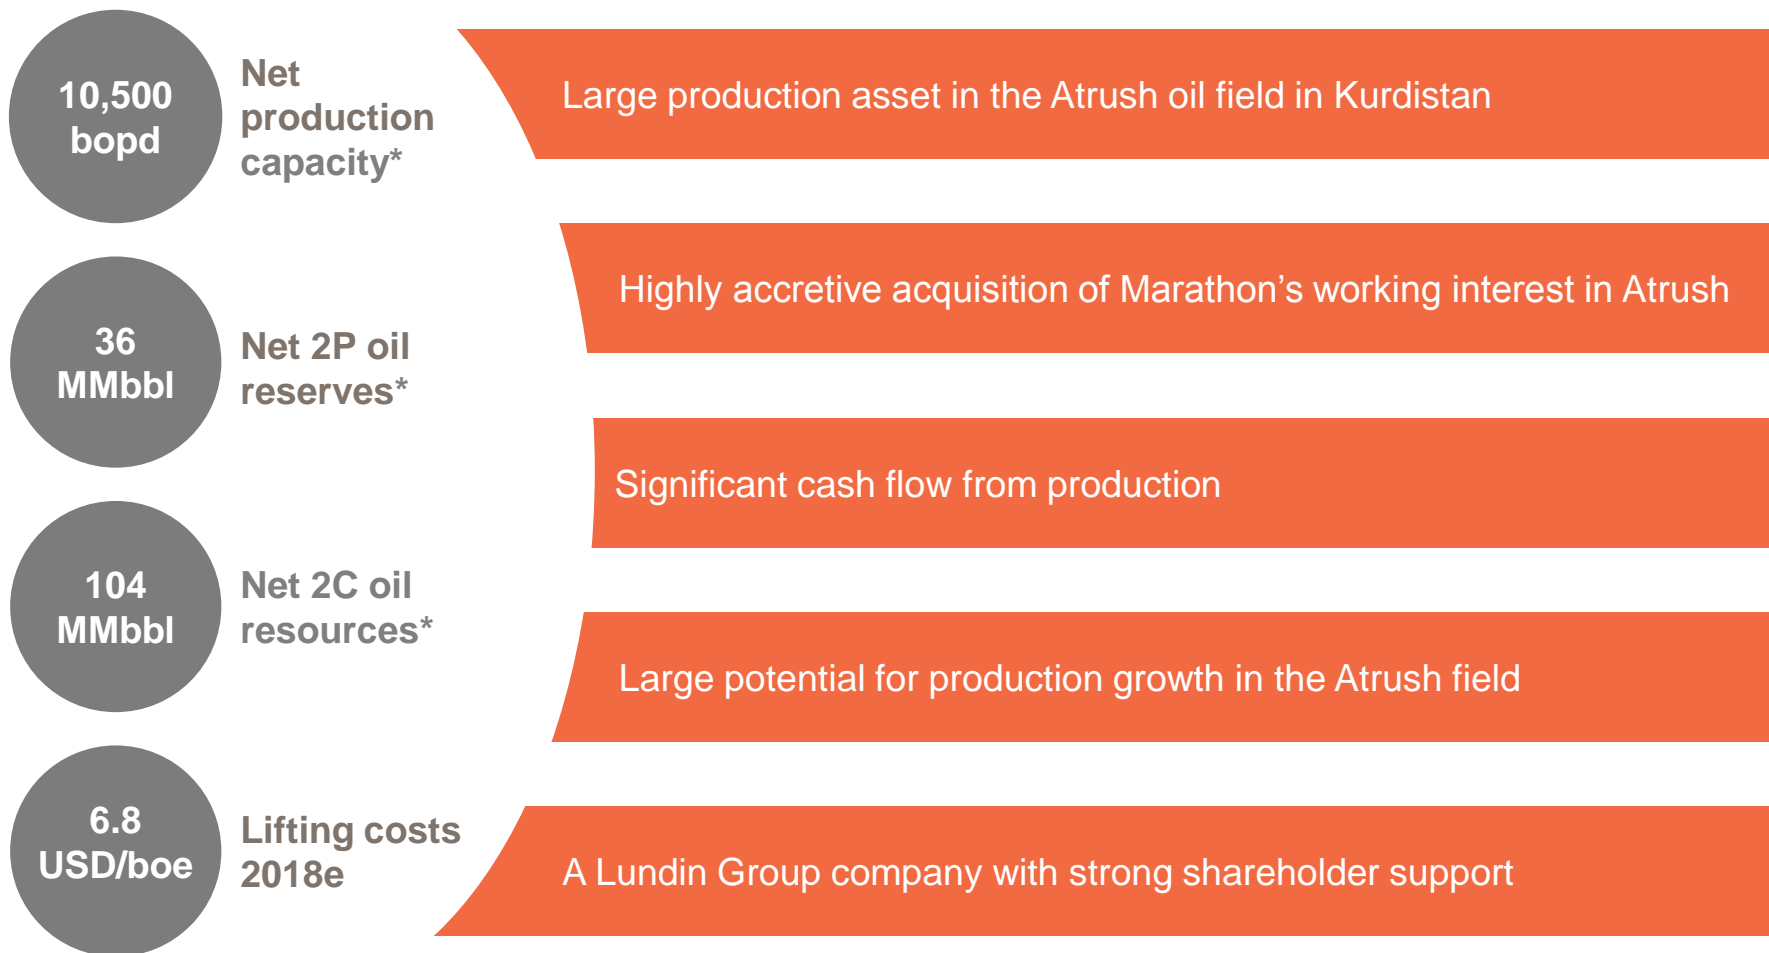 10,500
bopd
Net
production
capacity*
36
MMbbl
Net 2P oil
reserves*
104
MMbbl
Net 2C oil
resources*
6.8
USD/boe
Lifting costs
2018e
Large production asset in the Atrush oil field in Kurdistan
Highly accretive acquisition of Marathon’s working interest in Atrush
Significant cash flow from production
Large potential for production growth in the Atrush field
A Lundin Group company with strong shareholder support